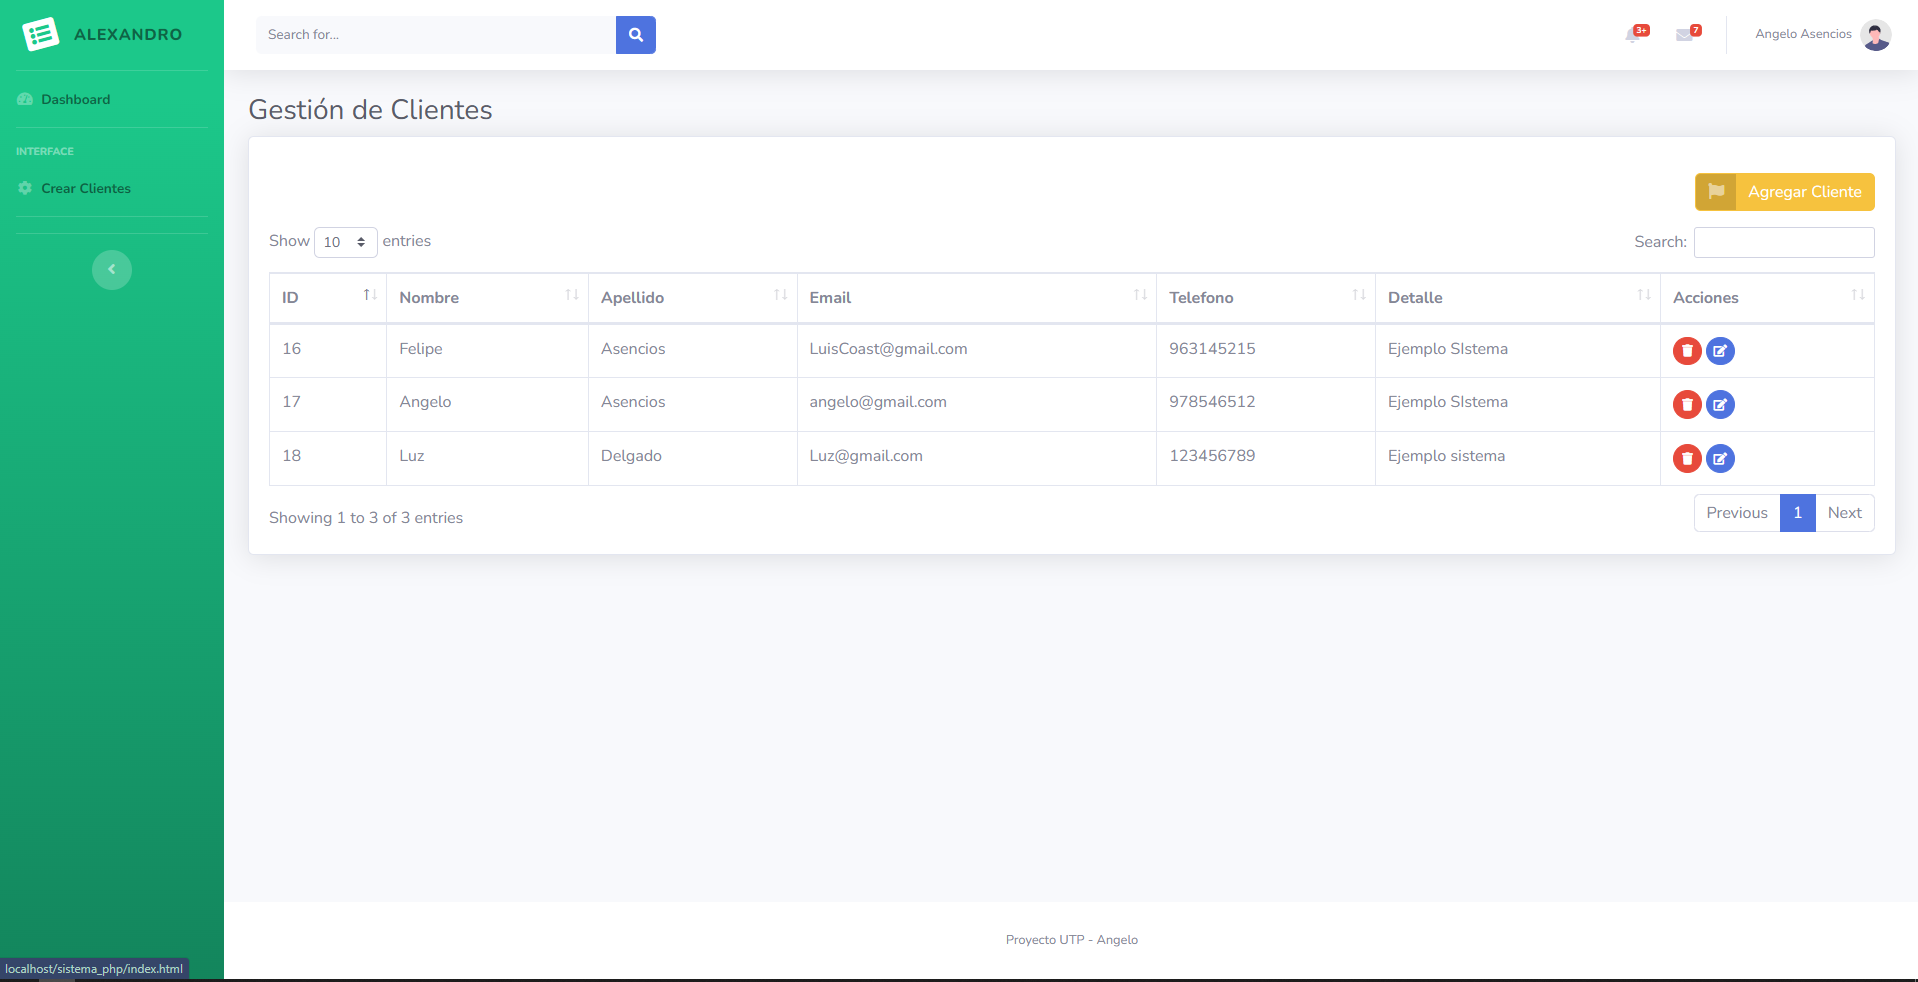 ALEXANDRO
Search for...
3+
7
Angelo Asencios
Dashboard
INTERFACE
Crear Clientes
Gestión de Clientes
Agregar Cliente
Show 10 entries
Search:
ID Nombre Apellido Email Telefono Detalle Acciones
16 Felipe Asencios LuisCoast@gmail.com 963145215 Ejemplo SIstema
17 Angelo Asencios angelo@gmail.com 978546512 Ejemplo SIstema
18 Luz Delgado Luz@gmail.com 123456789 Ejemplo sistema
Showing 1 to 3 of 3 entries
Previous 1 Next
Proyecto UTP - Angelo
localhost/sistema_php/index.html